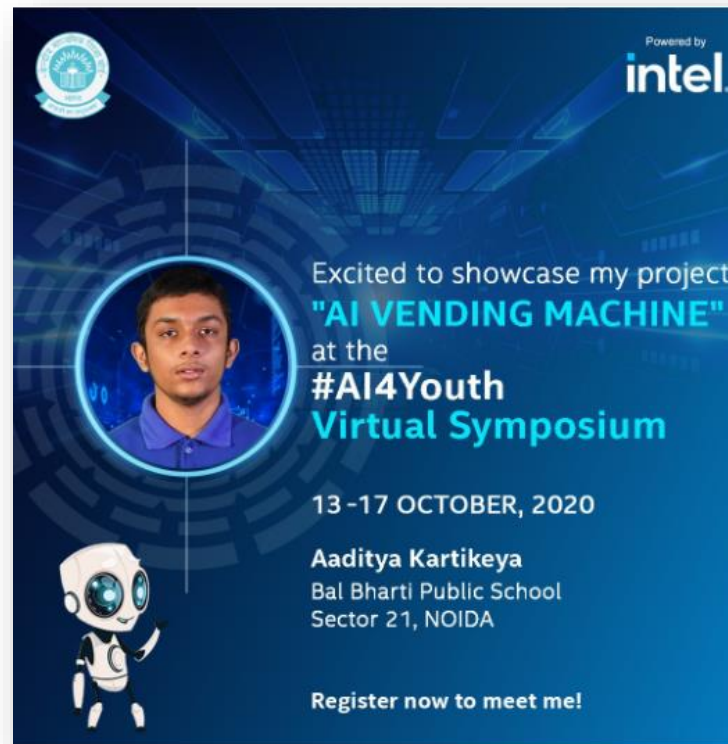 Powered by
intel.
Excited to showcase my project
"AI VENDING MACHINE"
at the
#AI4Youth
Virtual Symposium
13-17 OCTOBER, 2020
Aaditya Kartikeya
Bal Bharti Public School
Sector 21, NOIDA
Register now to meet me!